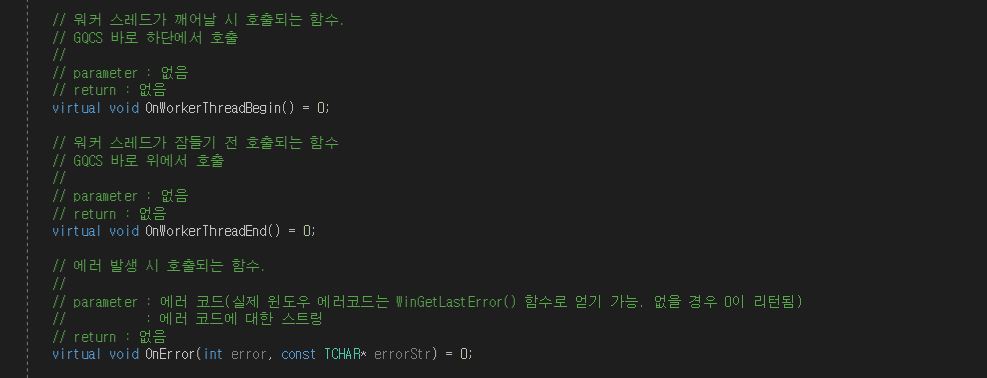 // 워커 스레드가 깨어날 시 호출되는 함수.
// GQCS 바로 하단에서 호출
//
// parameter : 없음
// return : 없음
virtual void OnWorkerThreadBegin() = 0;
// 워커 스레드가 잠들기 전 호출되는 함수
// GQCS 바로 위에서 호출
//
// parameter : 없음
// return : 없음
virtual void OnWorkerThreadEnd() = 0;
// 에러 발생 시 호출되는 함수.
//
// parameter : 에러 코드(실제 윈도우 에러코드는 WinGetLastError() 함수로 얻기 가능. 없을 경우 0이 리턴됨)
// : 에러 코드에 대한 스트링
// return : 없음
virtual void OnError(int error, const TCHAR* errorStr) = 0;